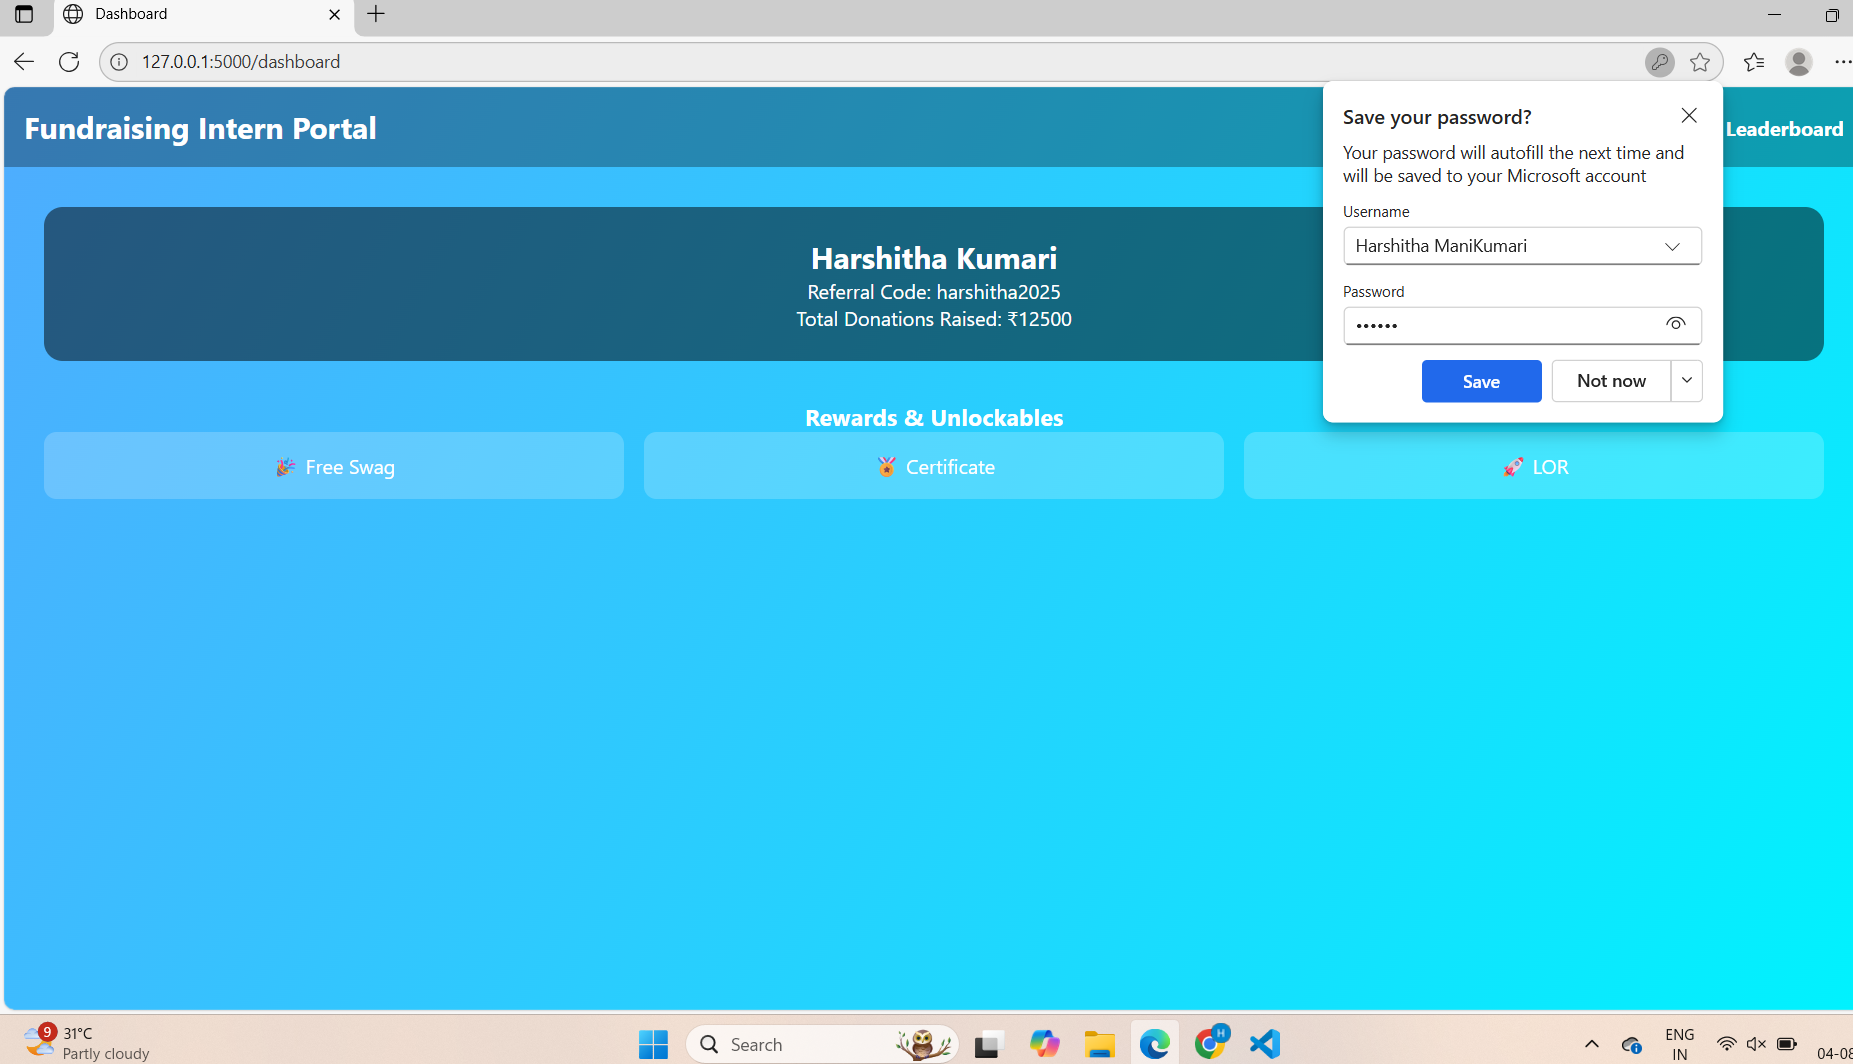 Dashboard
127.0.0.1:5000/dashboard
Fundraising Intern Portal
Leaderboard
Save your password?
Your password will autofill the next time and
will be saved to your Microsoft account
Username
Harshitha ManiKumari
Password
••••••
Save
Not now
Harshitha Kumari
Referral Code: harshitha2025
Total Donations Raised: ₹12500
Rewards & Unlockables
🎉 Free Swag
🏅 Certificate
🚀 LOR
9
31°C
Partly cloudy
Search
H
ENG
IN
04-08